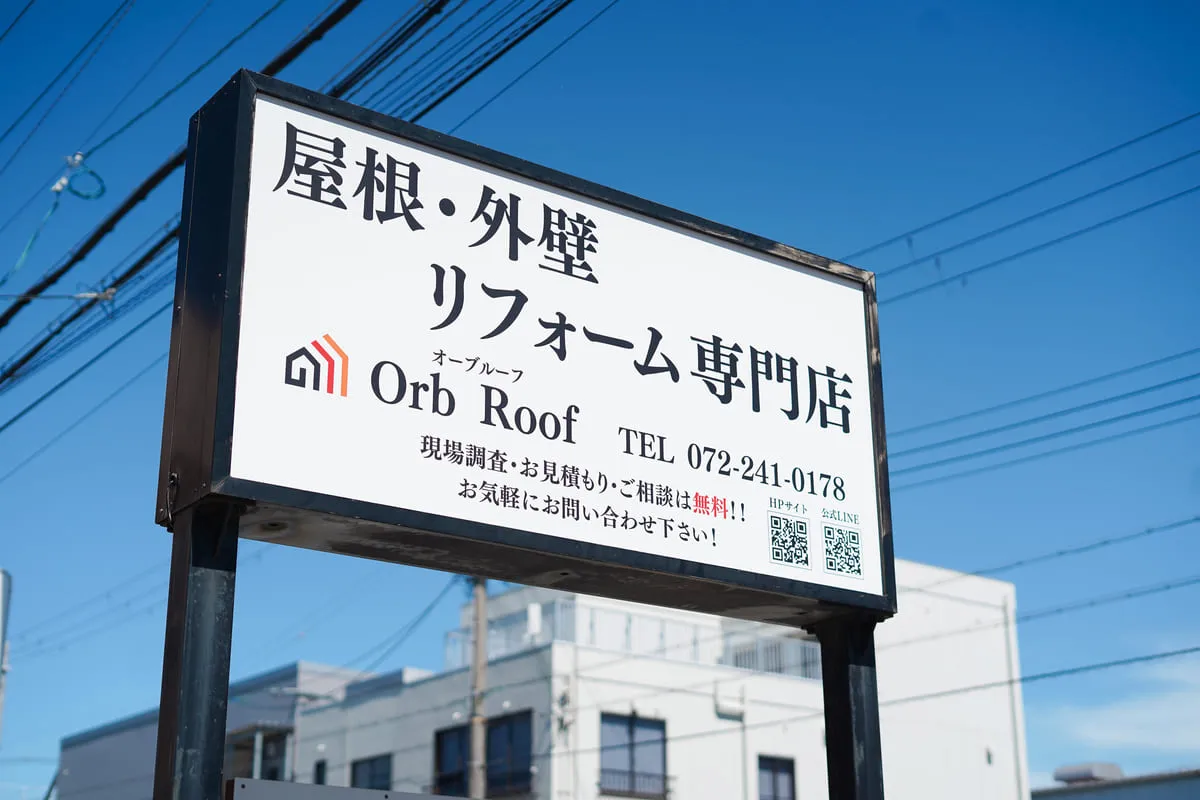 屋根・外壁
リフォーム専門店
オーブルーフ
Orb Roof
TEL 072-241-0178
現場調査・お見積もり・ご相談は無料!!
お気軽にお問い合わせ下さい!
HPサイト 公式LINE